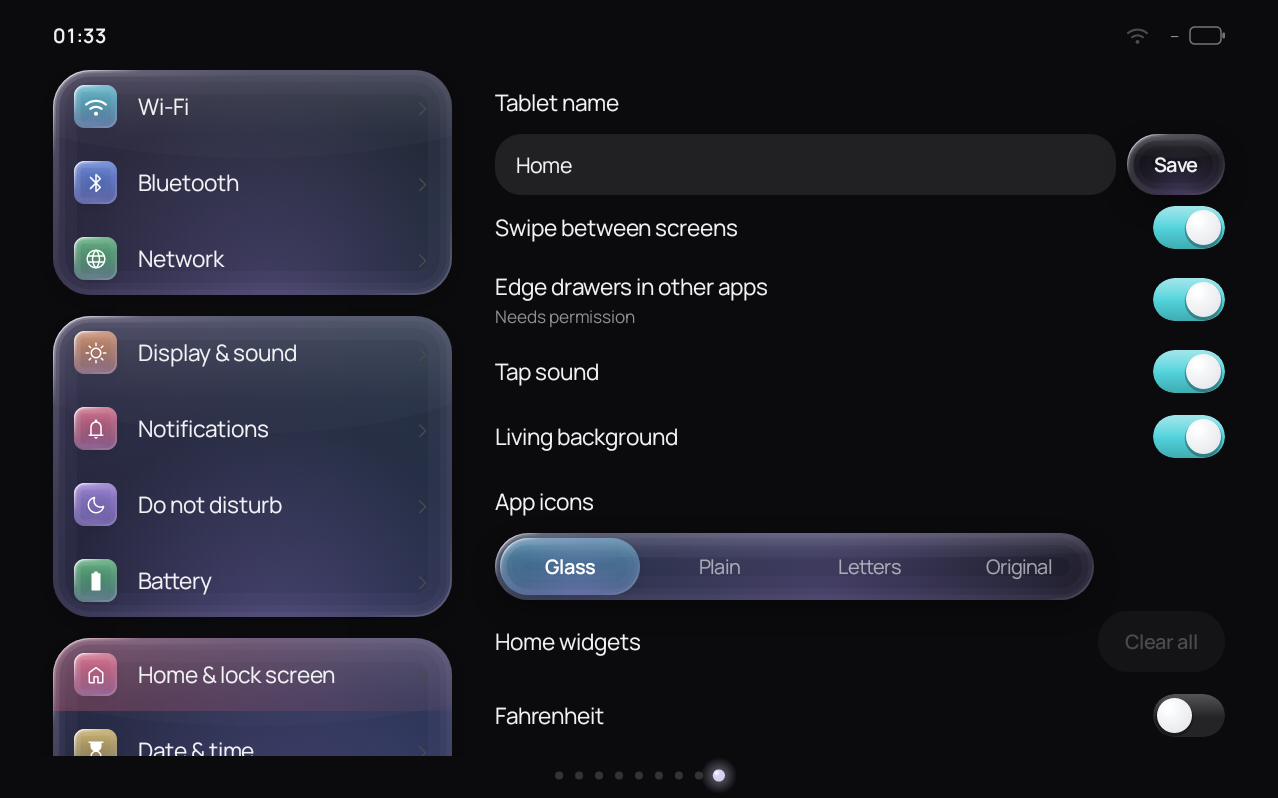 01:33
–
Wi-Fi
Bluetooth
Network
Display & sound
Notifications
Do not disturb
Battery
Home & lock screen
Date & time
Tablet name
Home
Save
Swipe between screens
Edge drawers in other apps
Needs permission
Tap sound
Living background
App icons
Glass Plain Letters Original
Home widgets
Clear all
Fahrenheit